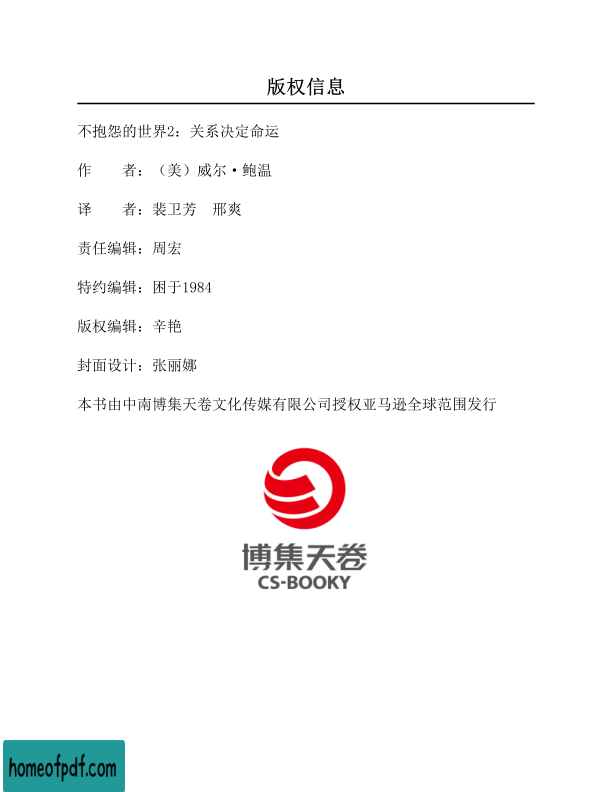 版权信息
不抱怨的世界2：关系决定命运
作　　者：（美）威尔·鲍温
译　　者：裴卫芳　邢爽
责任编辑：周宏
特约编辑：困于1984
版权编辑：辛艳
封面设计：张丽娜
本书由中南博集天卷文化传媒有限公司授权亚马逊全球范围发行
博集天卷
CS-BOOKY
homeofpdf.com